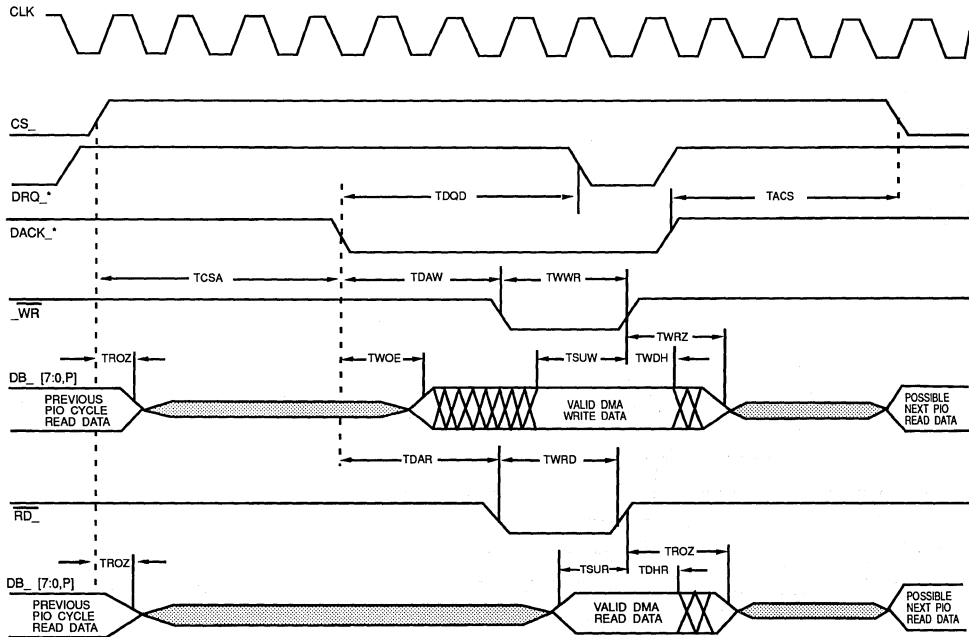 CLK
CS_
DRQ_*
TDQD
TACS
DACK_*
TCSA
TDAW
TWWR
_WR
TWRZ
TROZ
TWOE
TSUW
TWDH
DB_ [7:0,P]
PREVIOUS
PIO CYCLE
READ DATA
VALID DMA
WRITE DATA
POSSIBLE
NEXT PIO
READ DATA
TDAR
TWRD
RD_
TROZ
TROZ
TSUR
TDHR
DB_ [7:0,P]
PREVIOUS
PIO CYCLE
READ DATA
VALID DMA
READ DATA
POSSIBLE
NEXT PIO
READ DATA